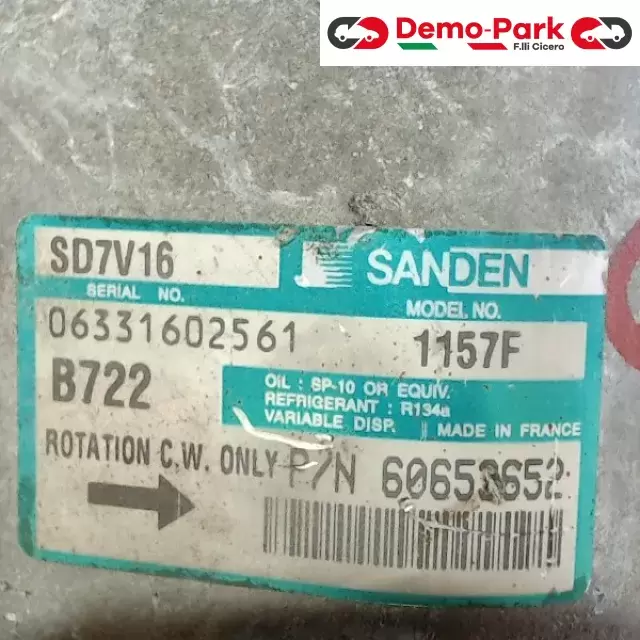 Demo-Park
F.lli Cicero
SD7V16
SANDEN
SERIAL NO.
MODEL NO.
06331602561
1157F
B722
OIL : SP-10 OR EQUIV.
REFRIGERANT : R134a
VARIABLE DISP.
MADE IN FRANCE
ROTATION C.W. ONLY
P/N 60653652